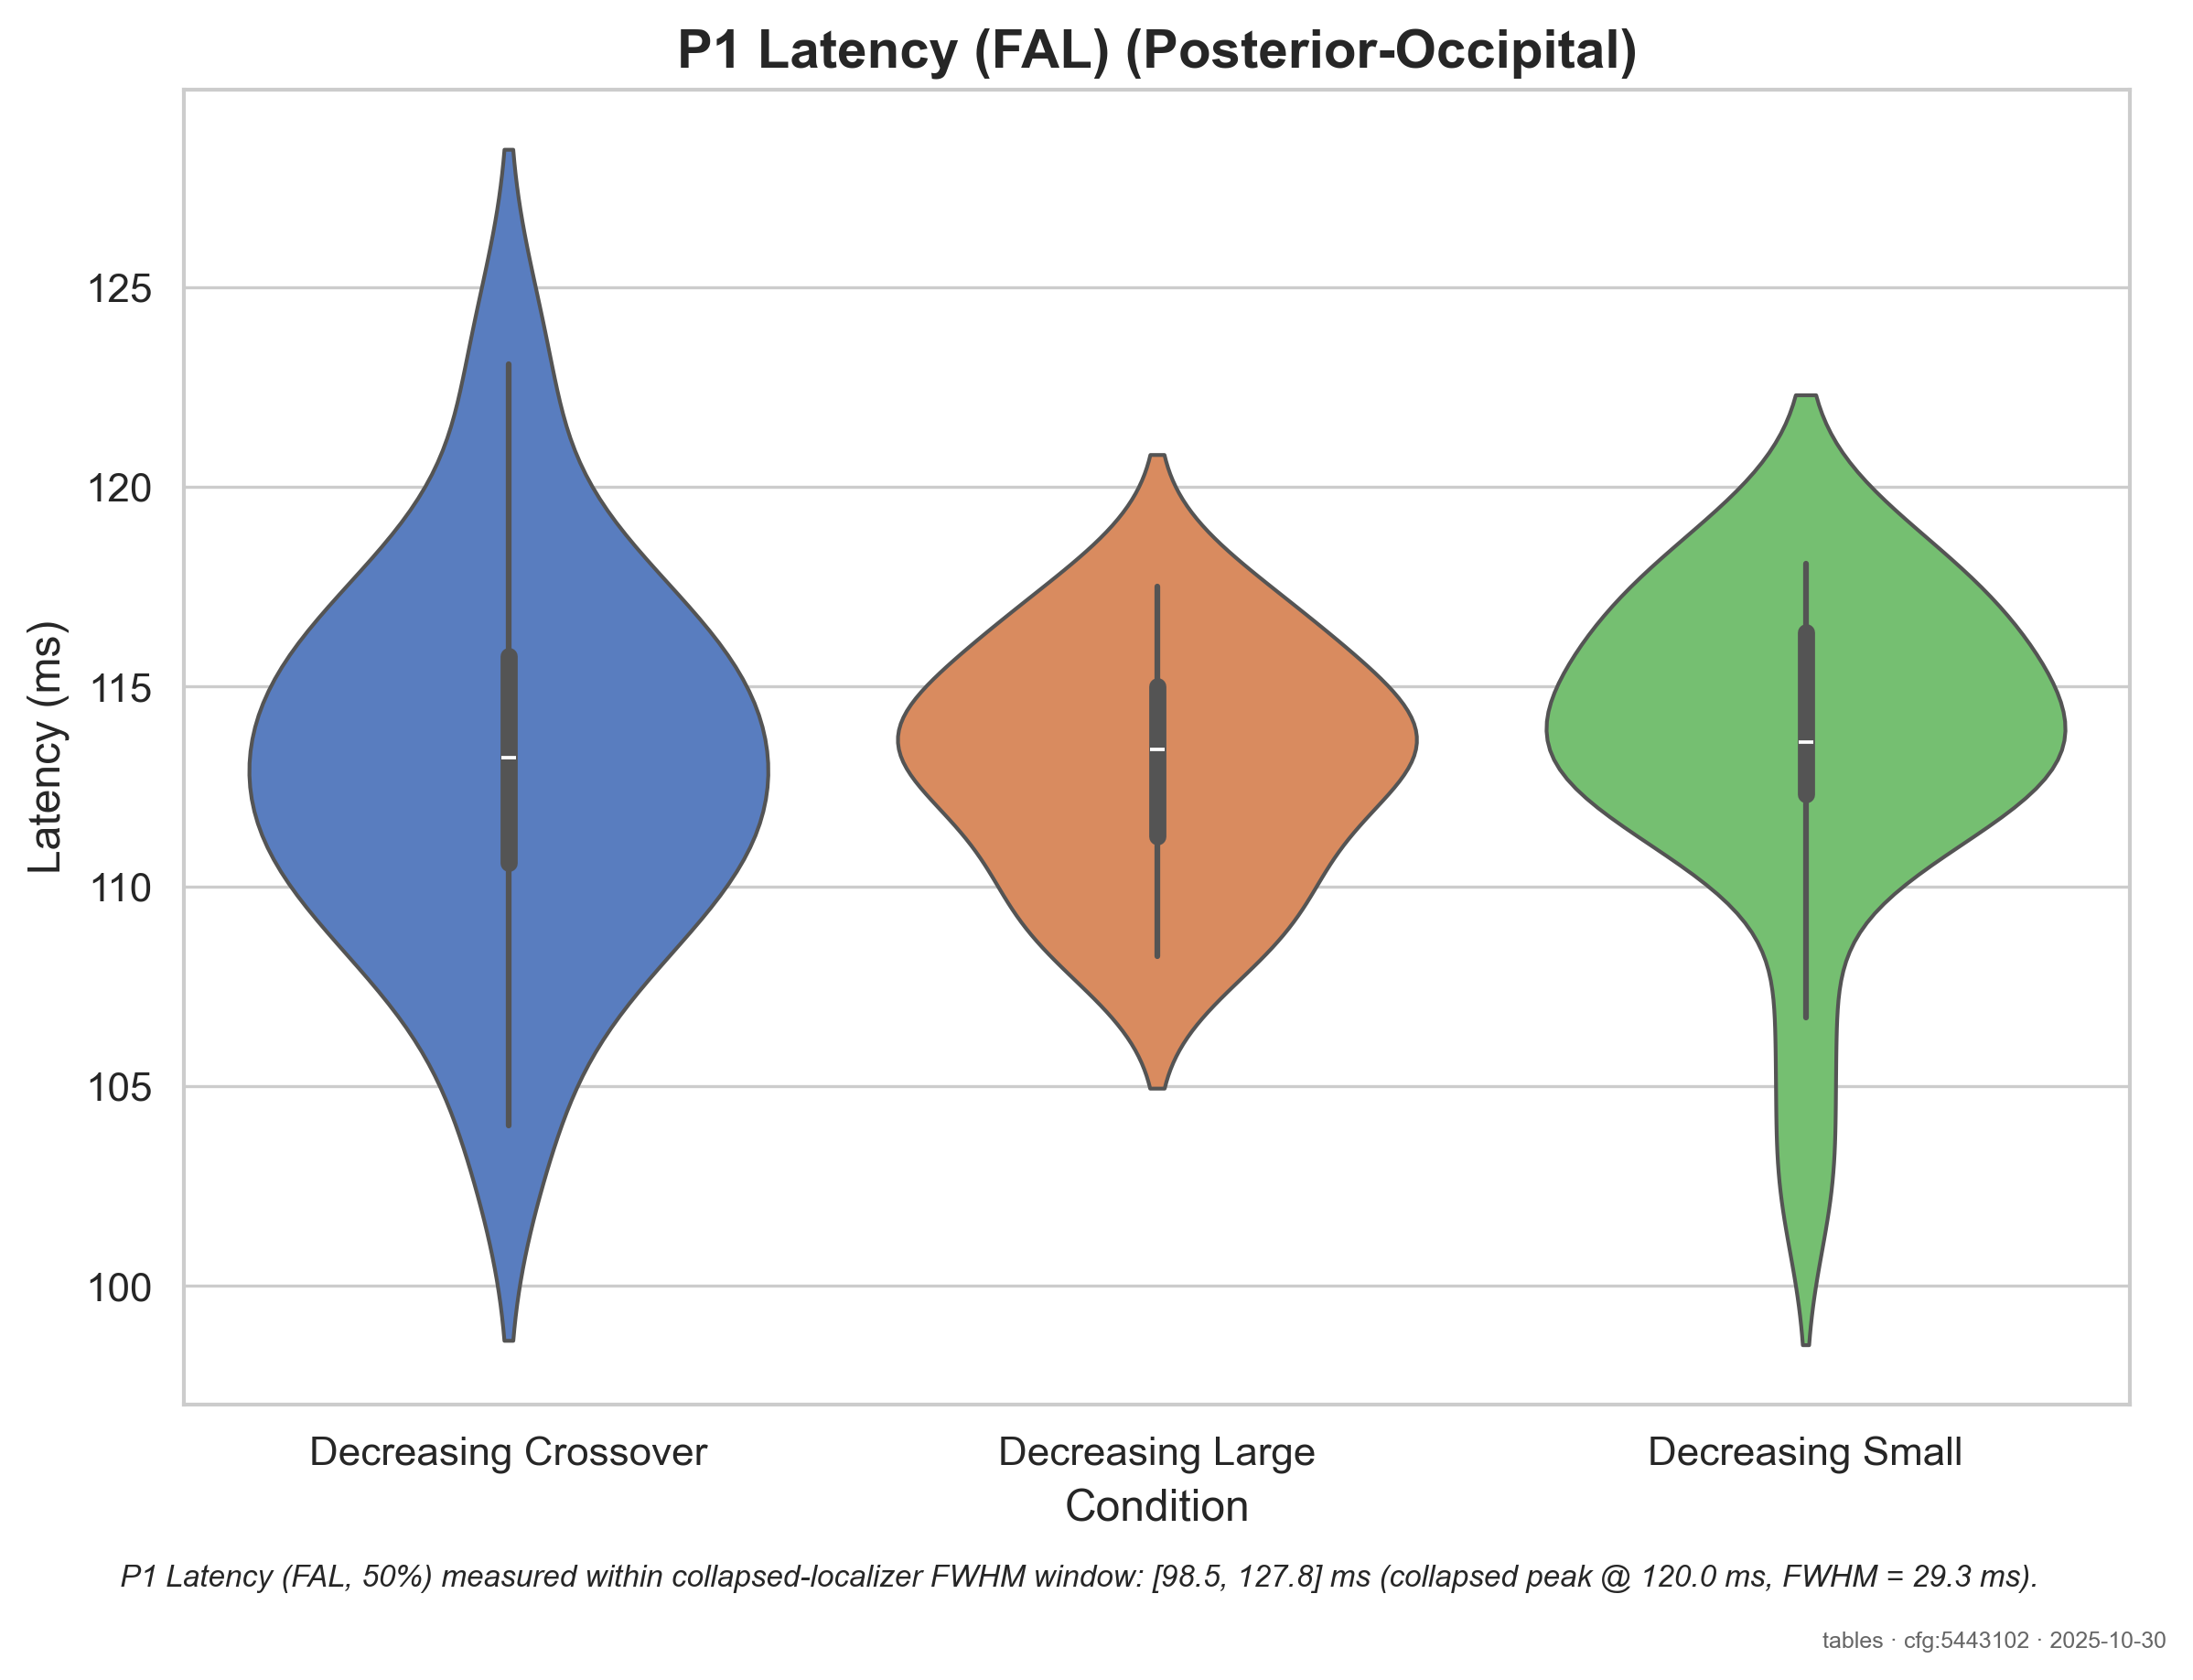 P1 Latency (FAL) (Posterior-Occipital)
Latency (ms)
125
120
115
110
105
100
Decreasing Crossover
Decreasing Large
Decreasing Small
Condition
P1 Latency (FAL, 50%) measured within collapsed-localizer FWHM window: [98.5, 127.8] ms (collapsed peak @ 120.0 ms, FWHM = 29.3 ms).
tables · cfg:5443102 · 2025-10-30